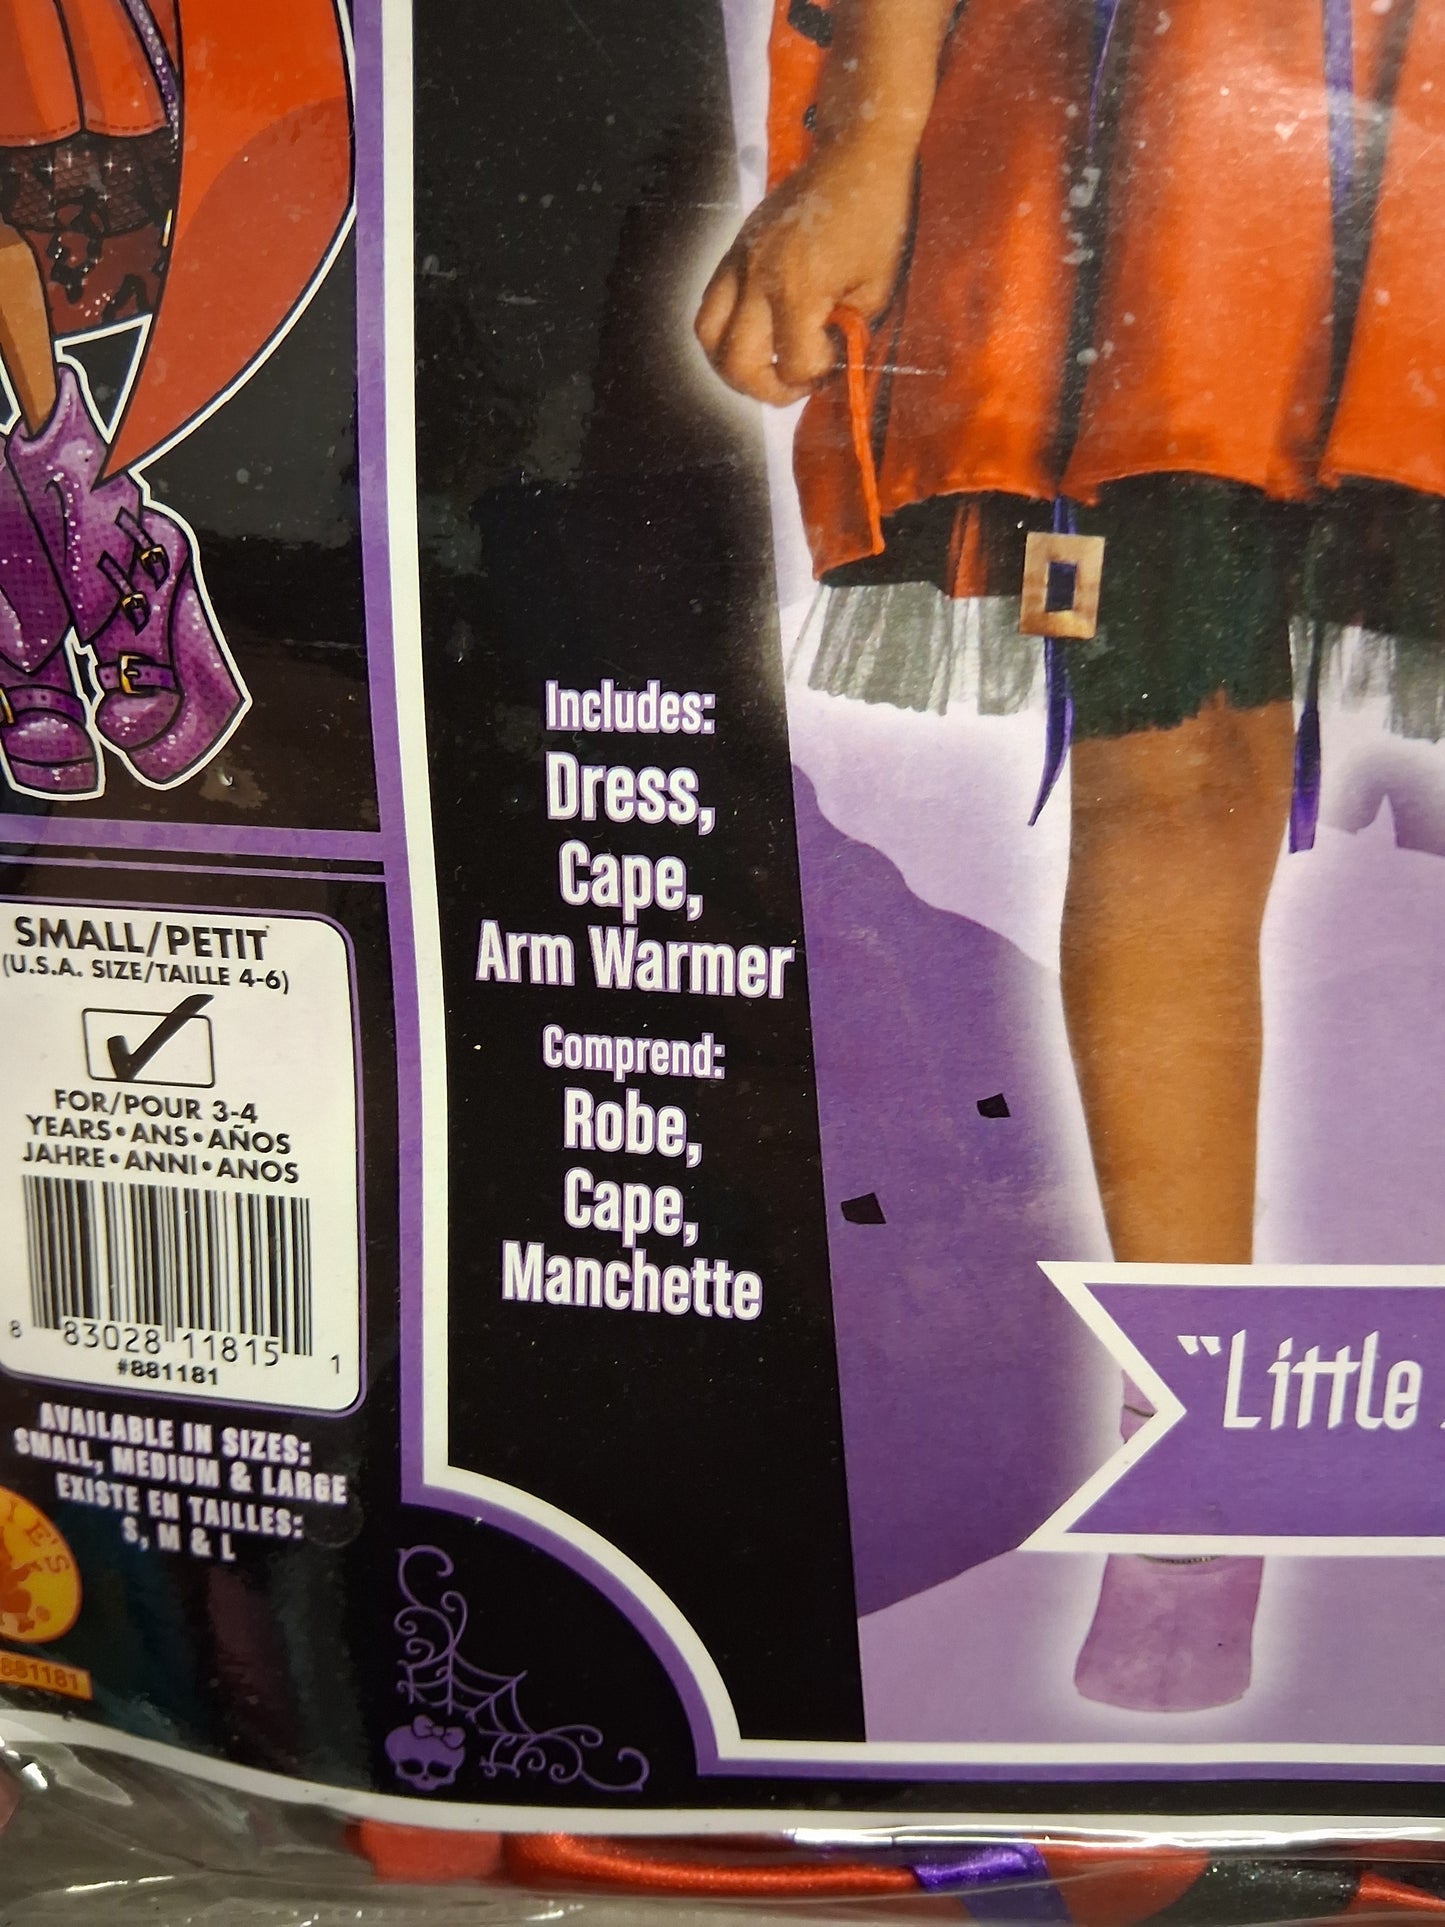 Includes:
Dress,
Cape,
Arm Warmer
Comprend:
Robe,
Cape,
Manchette
SMALL/PETIT
(U.S.A. SIZE/TAILLE 4-6)
FOR/POUR 3-4
YEARS•ANS•AÑOS
JAHRE•ANNI•ANOS
8 83028 11815 1
#881181
AVAILABLE IN SIZES:
SMALL, MEDIUM & LARGE
EXISTE EN TAILLES:
S, M & L
881181
"Little